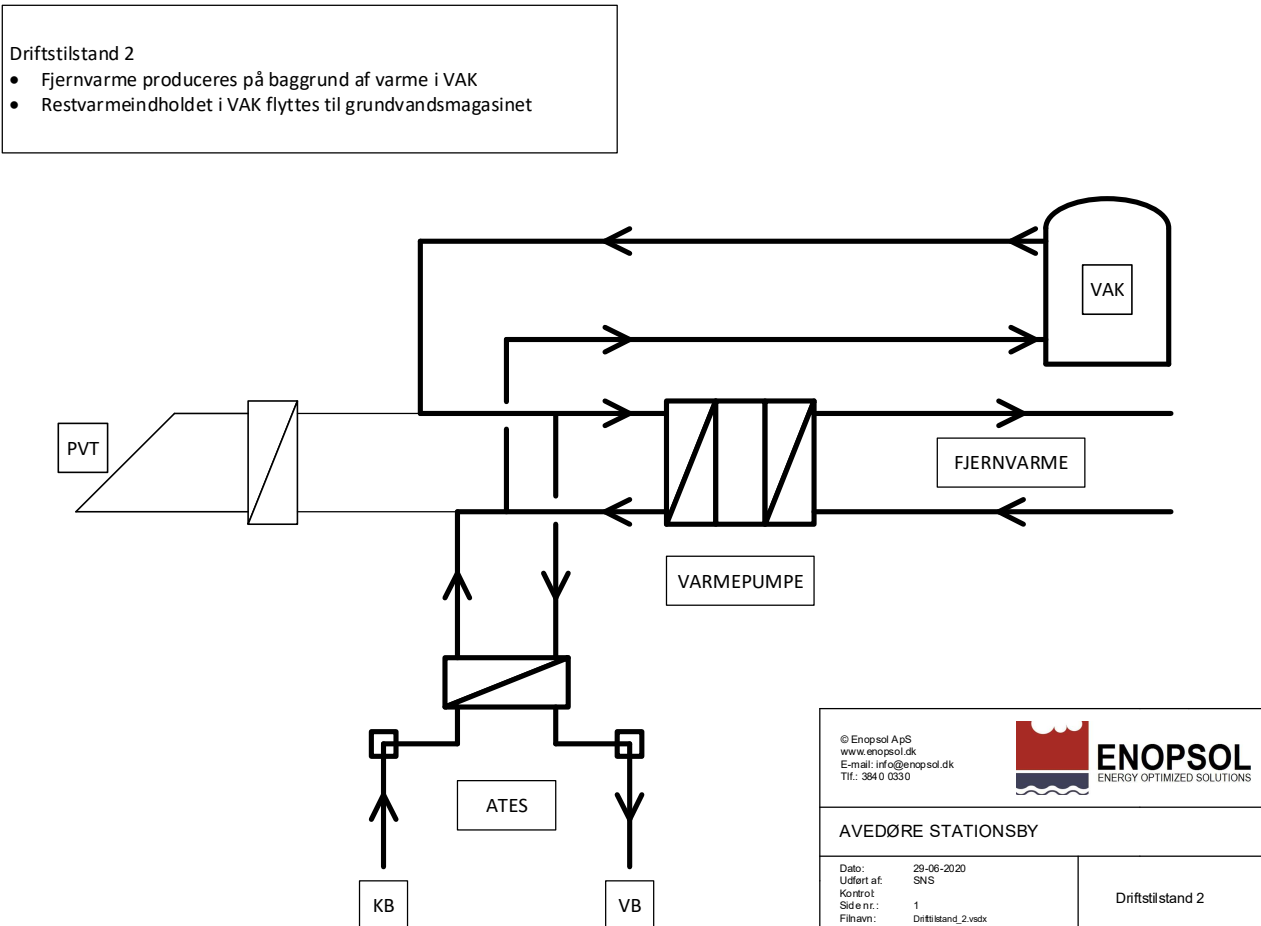 Driftstilstand 2
• Fjernvarme produceres på baggrund af varme i VAK
• Restvarmeindholdet i VAK flyttes til grundvandsmagasinet
VAK
PVT
FJERNVARME
VARMEPUMPE
ATES
KB
VB
© Enopsol ApS
www.enopsol.dk
E-mail: info@enopsol.dk
Tlf.: 3840 0330
ENOPSOL
ENERGY OPTIMIZED SOLUTIONS
AVEDØRE STATIONSBY
Dato: 29-06-2020
Udført af: SNS
Kontrol:
Side nr.: 1
Filnavn: Drifttilstand_2.vsdx
Driftstilstand 2